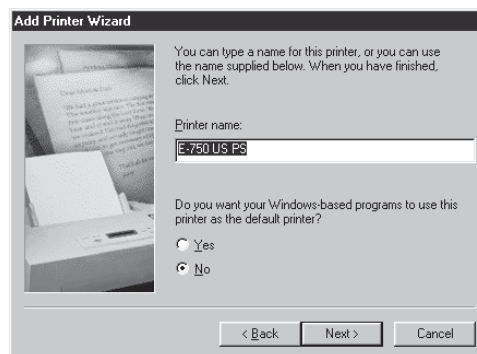 Add Printer Wizard
You can type a name for this printer, or you can use
the name supplied below. When you have finished,
click Next.
Printer name:
E-750 US PS
Do you want your Windows-based programs to use this
printer as the default printer?
Yes
No
< Back Next > Cancel